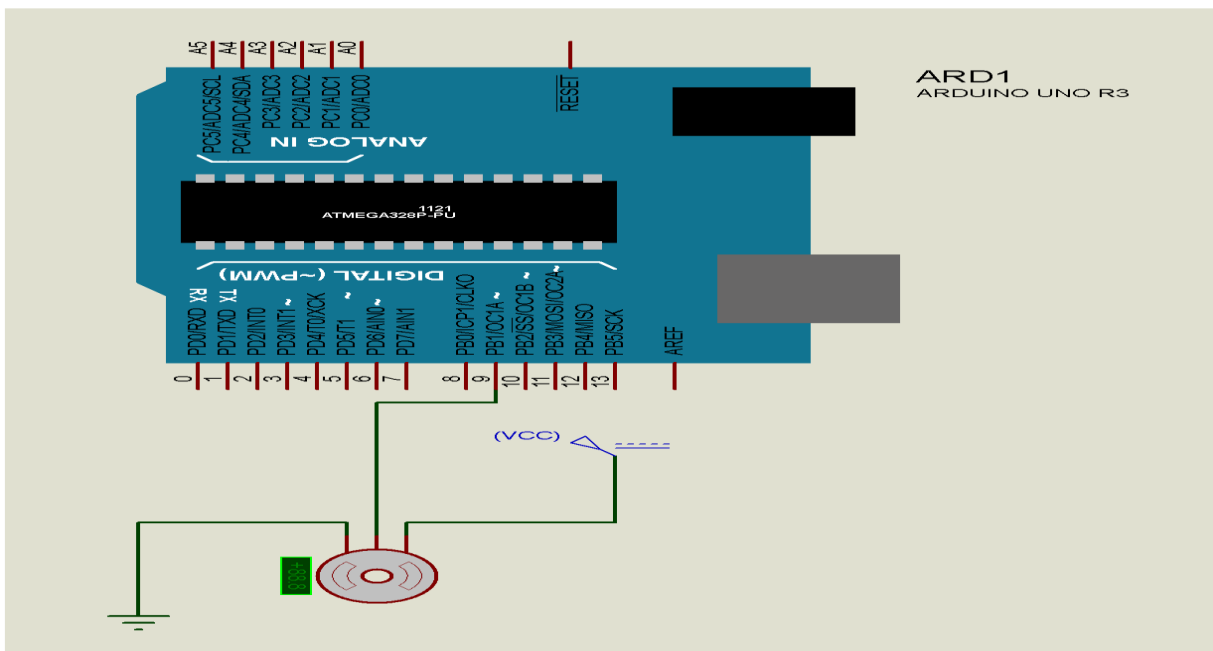 A5 A4 A3 A2 A1 A0
PC5/ADC5/SCL
PC4/ADC4/SDA
PC3/ADC3
PC2/ADC2
PC1/ADC1
PC0/ADC0
RESET
ARD1
ARDUINO UNO R3
ANALOG IN
1121
ATMEGA328P-PU
DIGITAL (~PWM)
RX
TX
PD0/RXD
PD1/TXD
PD2/INT0
PD3/INT1 ~
PD4/T0/XCK
PD5/T1 ~
PD6/AIN0 ~
PD7/AIN1
PB0/ICP1/CLKO
PB1/OC1A ~
PB2/SS/OC1B ~
PB3/MOSI/OC2A ~
PB4/MISO
PB5/SCK
AREF
0 1 2 3 4 5 6 7 8 9 10 11 12 13
(VCC)
+88.8